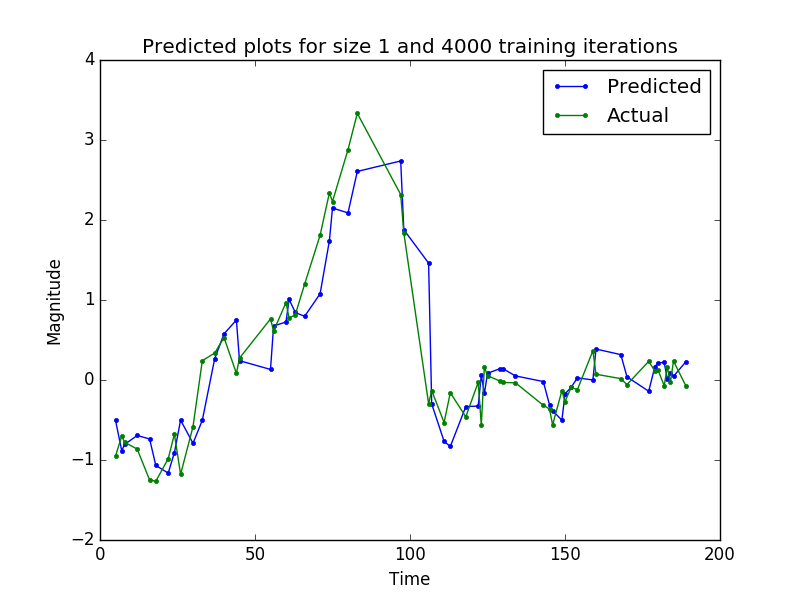 Predicted plots for size 1 and 4000 training iterations
Predicted
Actual
4
3
2
1
0
−1
−2
0 50 100 150 200
Magnitude
Time